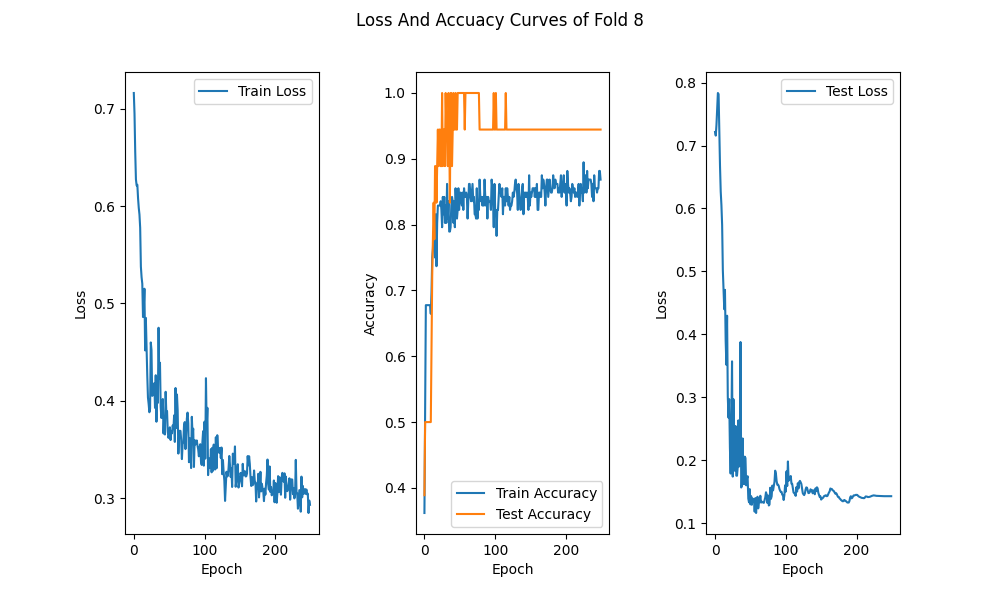 Loss And Accuacy Curves of Fold 8
Train Loss
0.7
0.6
0.5
0.4
0.3
Loss
0
100
200
Epoch
1.0
0.9
0.8
0.7
0.6
0.5
0.4
Accuracy
Train Accuracy
Test Accuracy
0
100
200
Epoch
Test Loss
0.8
0.7
0.6
0.5
0.4
0.3
0.2
0.1
Loss
0
100
200
Epoch